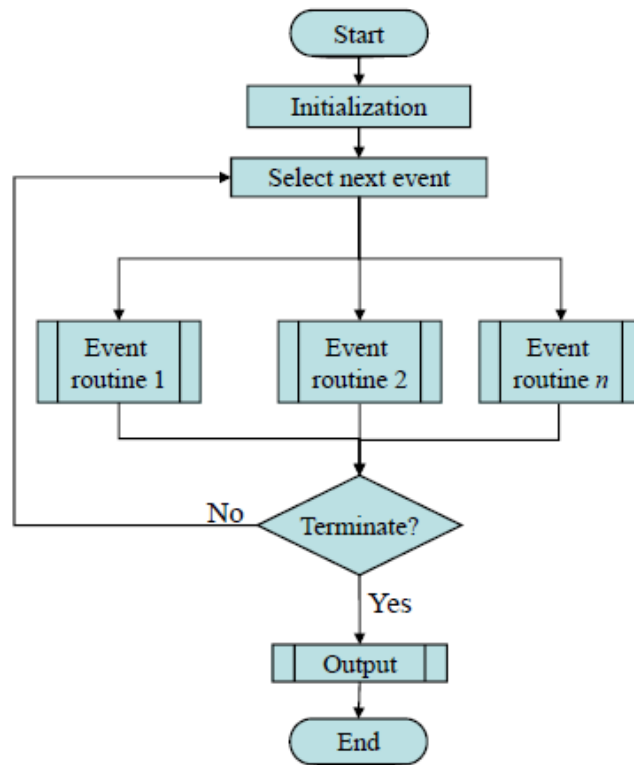 Start
Initialization
Select next event
Event
routine 1
Event
routine 2
Event
routine n
No
Terminate?
Yes
Output
End